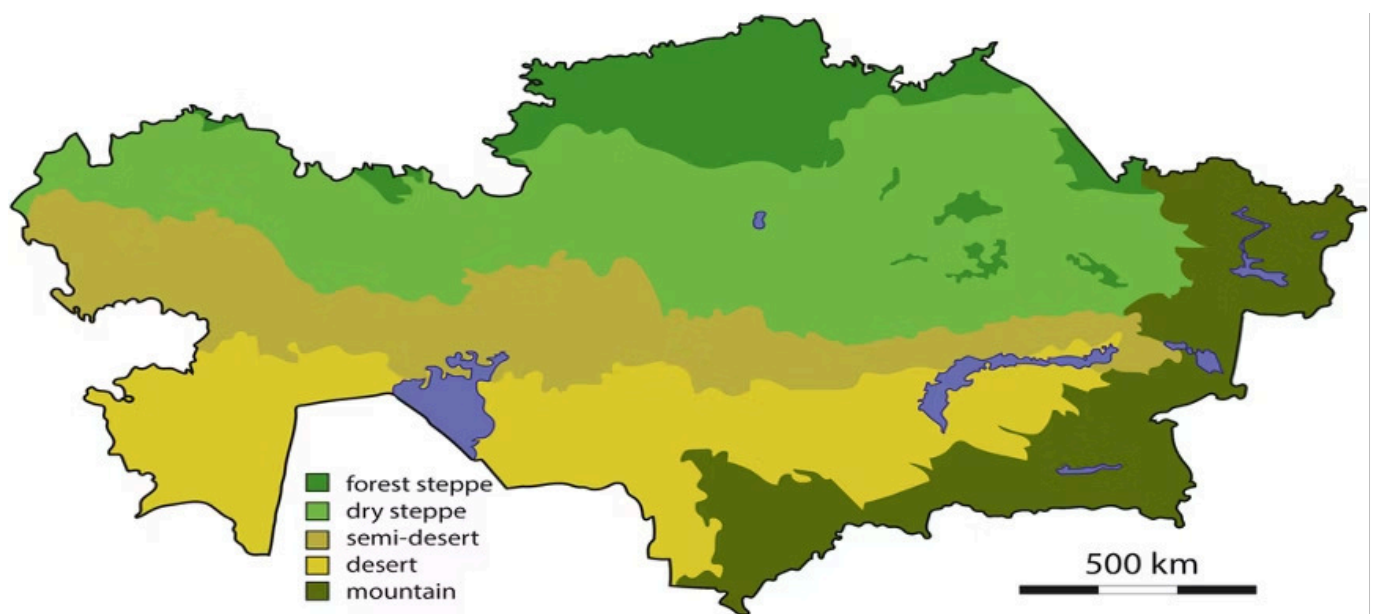 forest steppe
dry steppe
semi-desert
desert
mountain
500 km